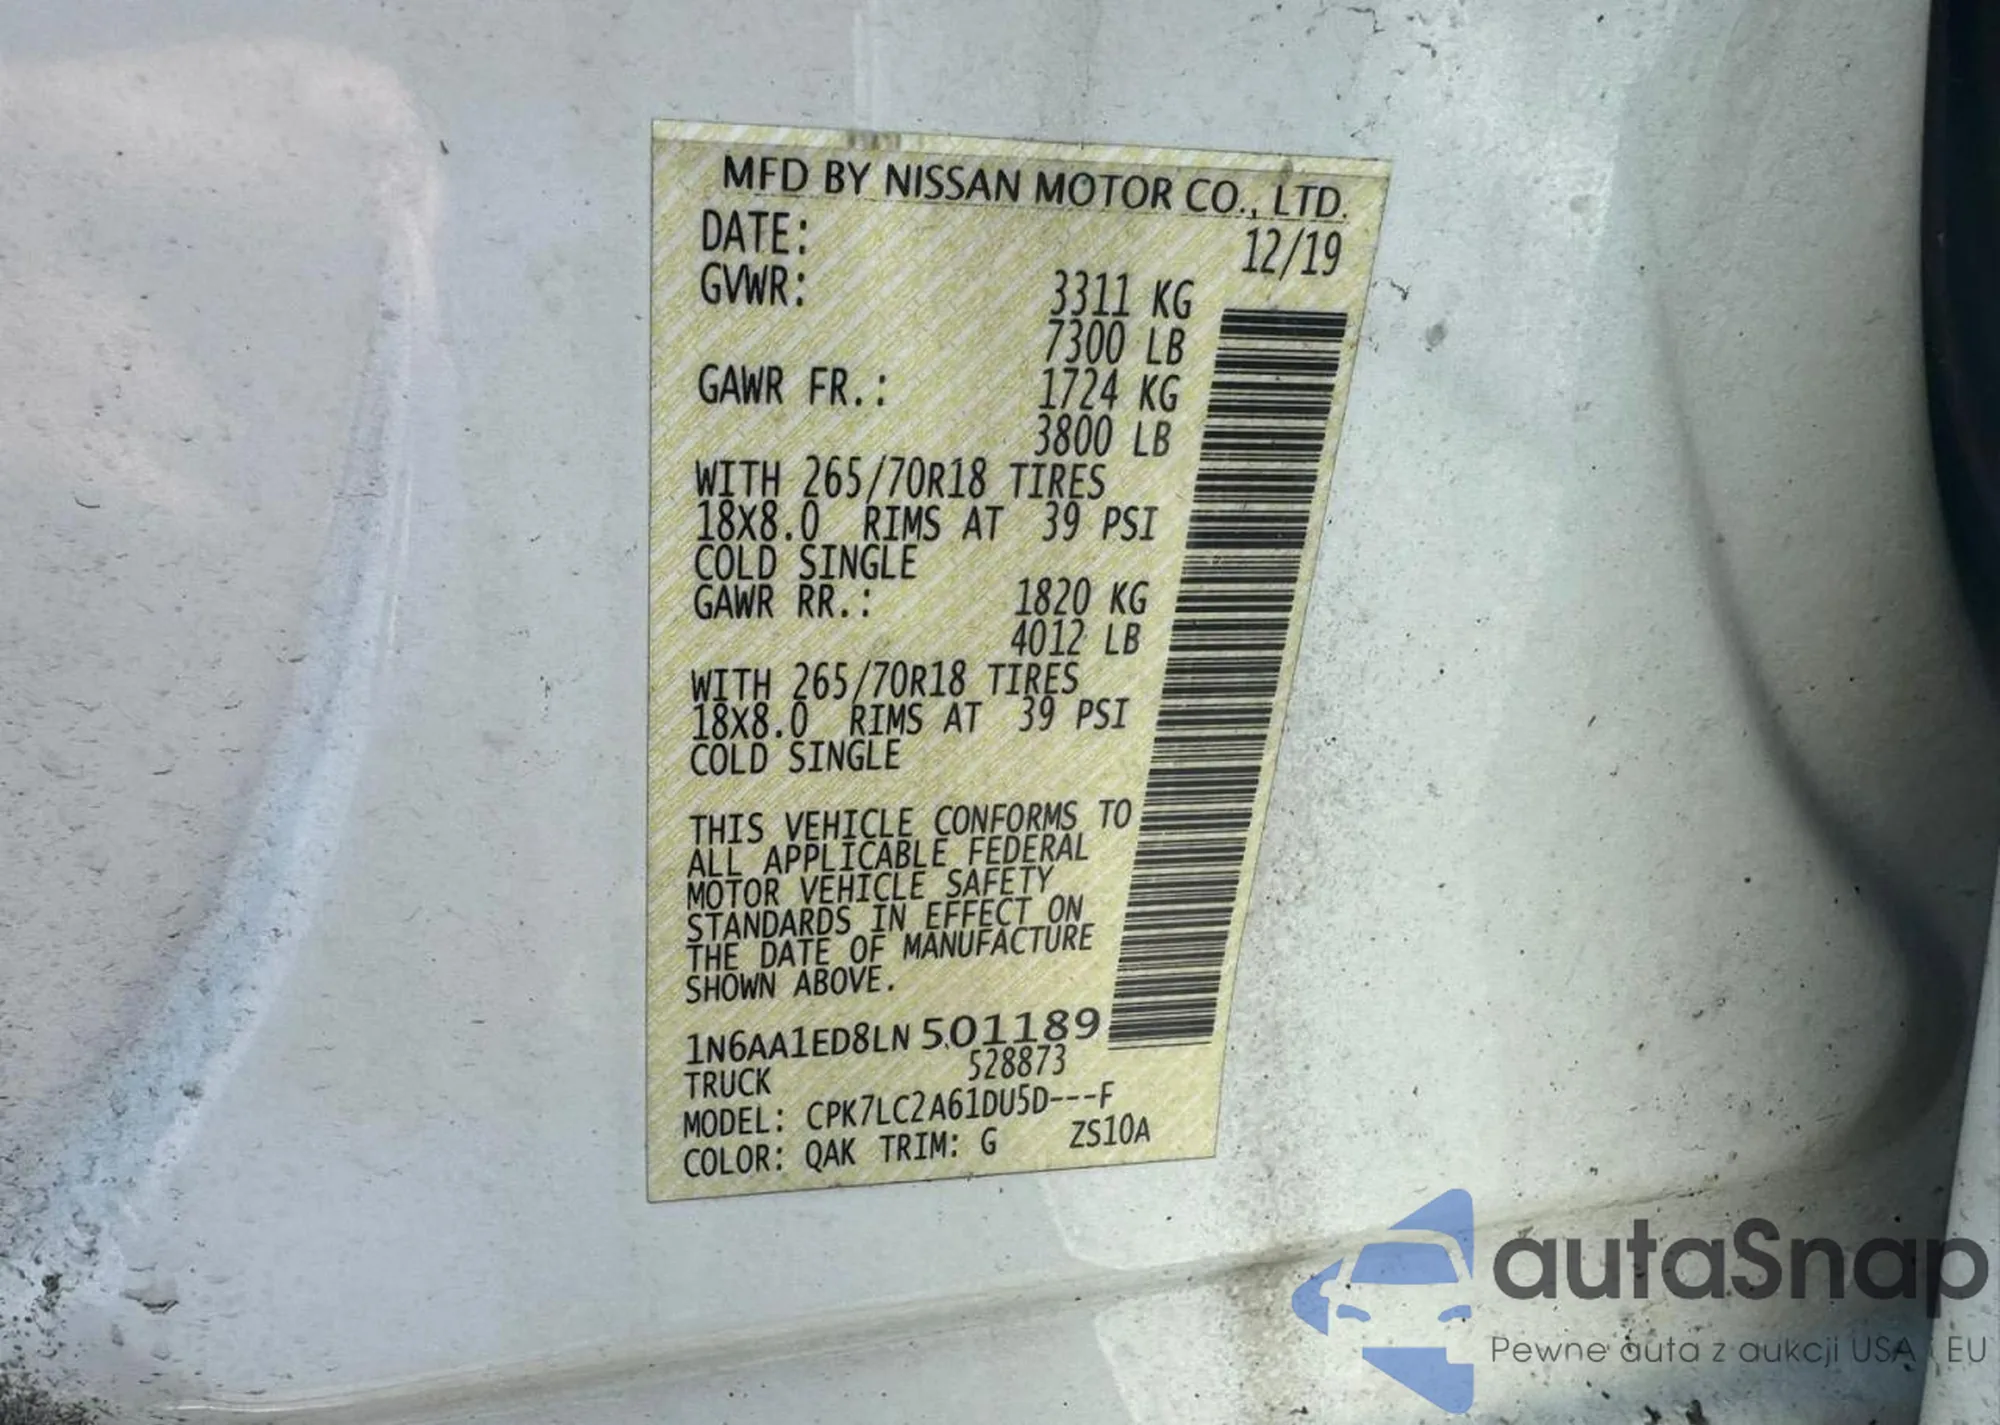 MFD BY NISSAN MOTOR CO., LTD.
DATE: 12/19
GVWR: 3311 KG
7300 LB
GAWR FR.: 1724 KG
3800 LB
WITH 265/70R18 TIRES
18X8.0 RIMS AT 39 PSI
COLD SINGLE
GAWR RR.: 1820 KG
4012 LB
WITH 265/70R18 TIRES
18X8.0 RIMS AT 39 PSI
COLD SINGLE
THIS VEHICLE CONFORMS TO
ALL APPLICABLE FEDERAL
MOTOR VEHICLE SAFETY
STANDARDS IN EFFECT ON
THE DATE OF MANUFACTURE
SHOWN ABOVE.
1N6AA1ED8LN 501189
528873
TRUCK
MODEL: CPK7LC2A61DU5D---F
COLOR: QAK TRIM: G ZS10A
autaSnap
Pewne auta z aukcji USA i EU